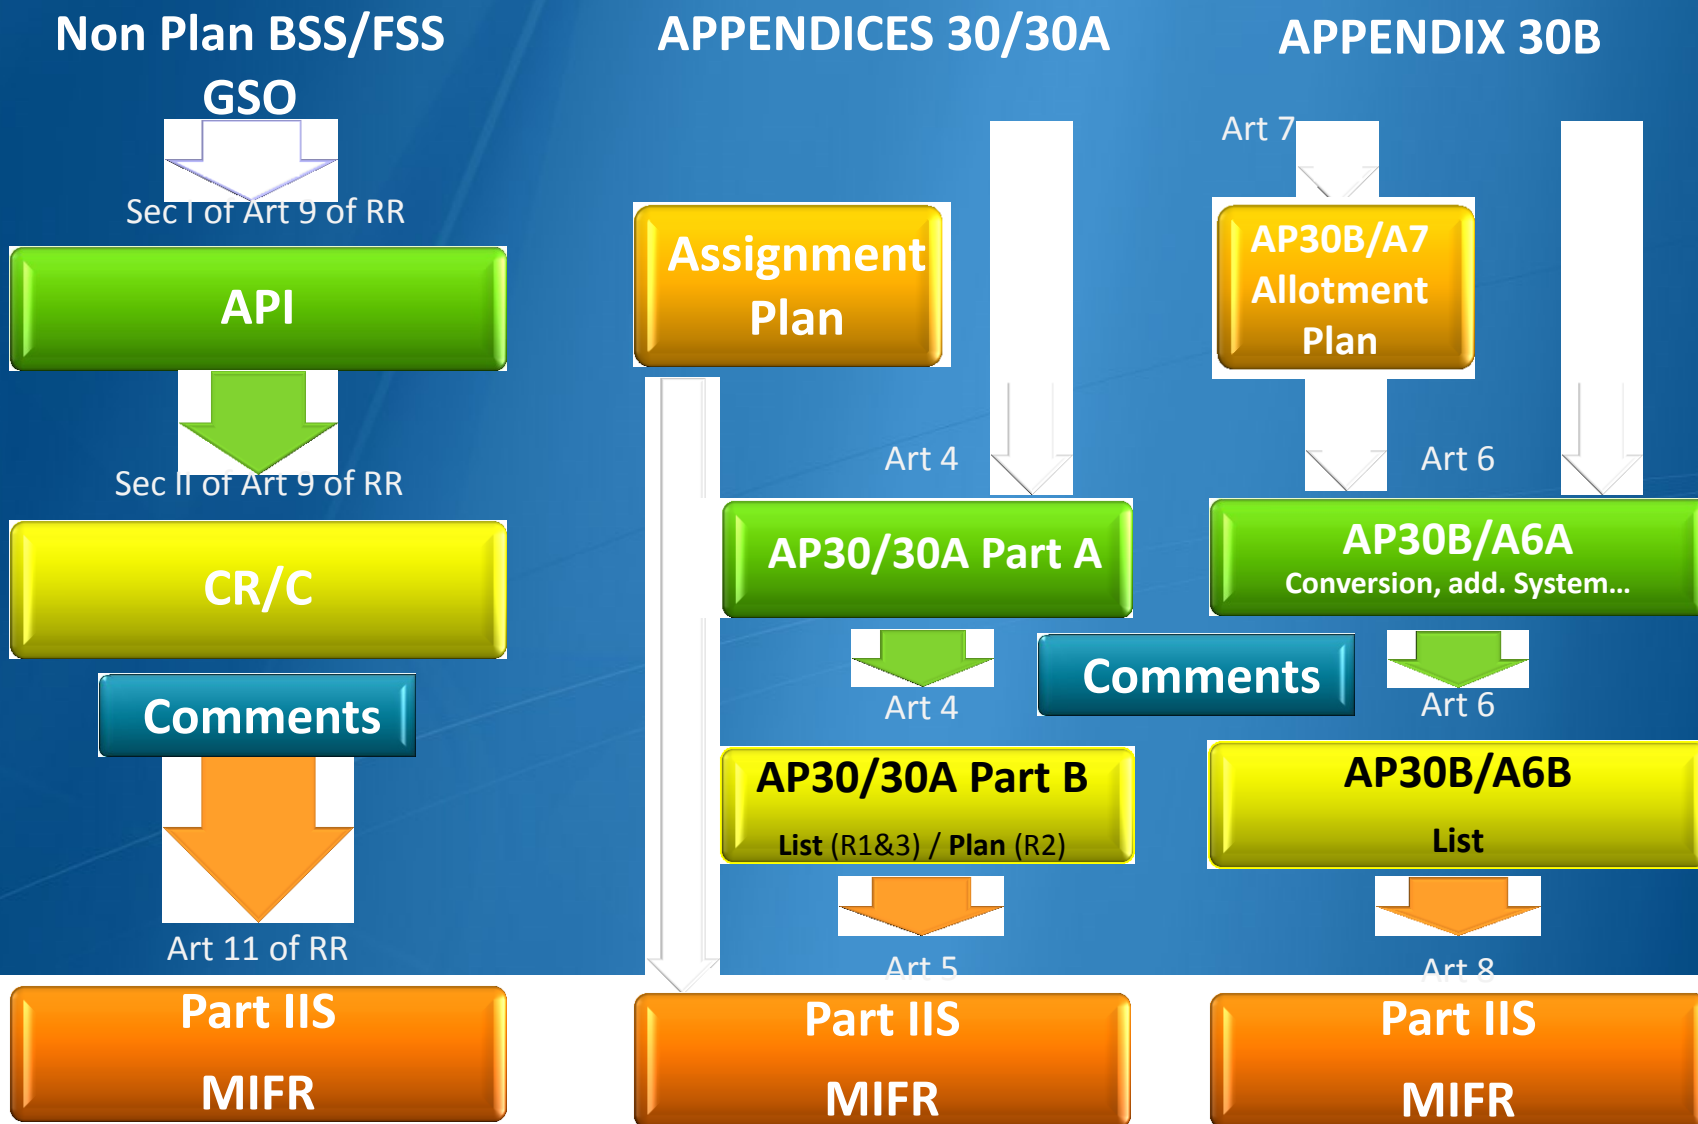 Non Plan BSS/FSS
GSO
Sec I of Art 9 of RR
API
Sec II of Art 9 of RR
CR/C
Comments
Art 11 of RR
Part IIS
MIFR
APPENDICES 30/30A
Assignment
Plan
Art 4
AP30/30A Part A
Art 4
Comments
AP30/30A Part B
List (R1&3) / Plan (R2)
Art 5
Part IIS
MIFR
APPENDIX 30B
Art 7
AP30B/A7
Allotment
Plan
Art 6
AP30B/A6A
Conversion, add. System...
Art 6
AP30B/A6B
List
Art 8
Part IIS
MIFR